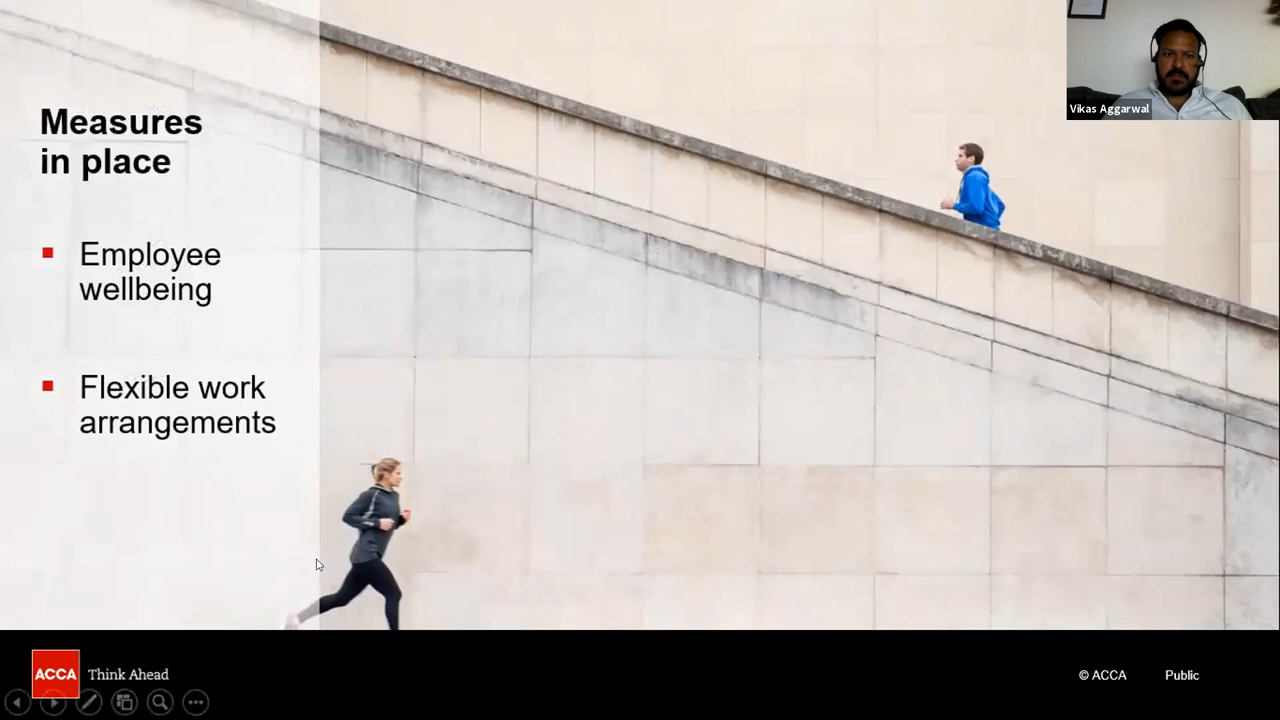 Measures
in place
Employee
wellbeing
Flexible work
arrangements
Vikas Aggarwal
ACCA
Think Ahead
© ACCA
Public